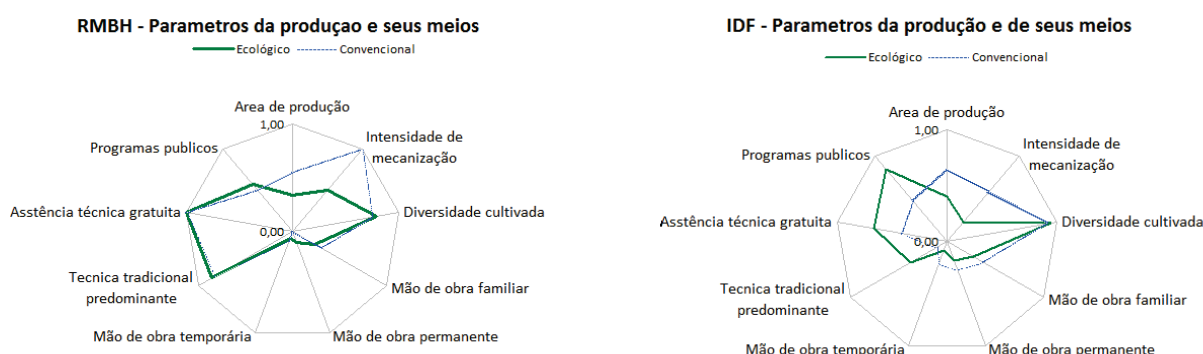 RMBH - Parametros da produçao e seus meios
Ecológico
Convencional
Area de produção
1,00
Intensidade de
mecanização
Programas publicos
Asstência técnica gratuita
Diversidade cultivada
0,00
Tecnica tradicional
predominante
Mão de obra familiar
Mão de obra temporária
Mão de obra permanente
IDF - Parametros da produção e de seus meios
Ecológico
Convencional
Area de produção
1,00
Intensidade de
mecanização
Programas publicos
Asstência técnica gratuita
Diversidade cultivada
0,00
Tecnica tradicional
predominante
Mão de obra familiar
Mão de obra temporária
Mão de obra permanente